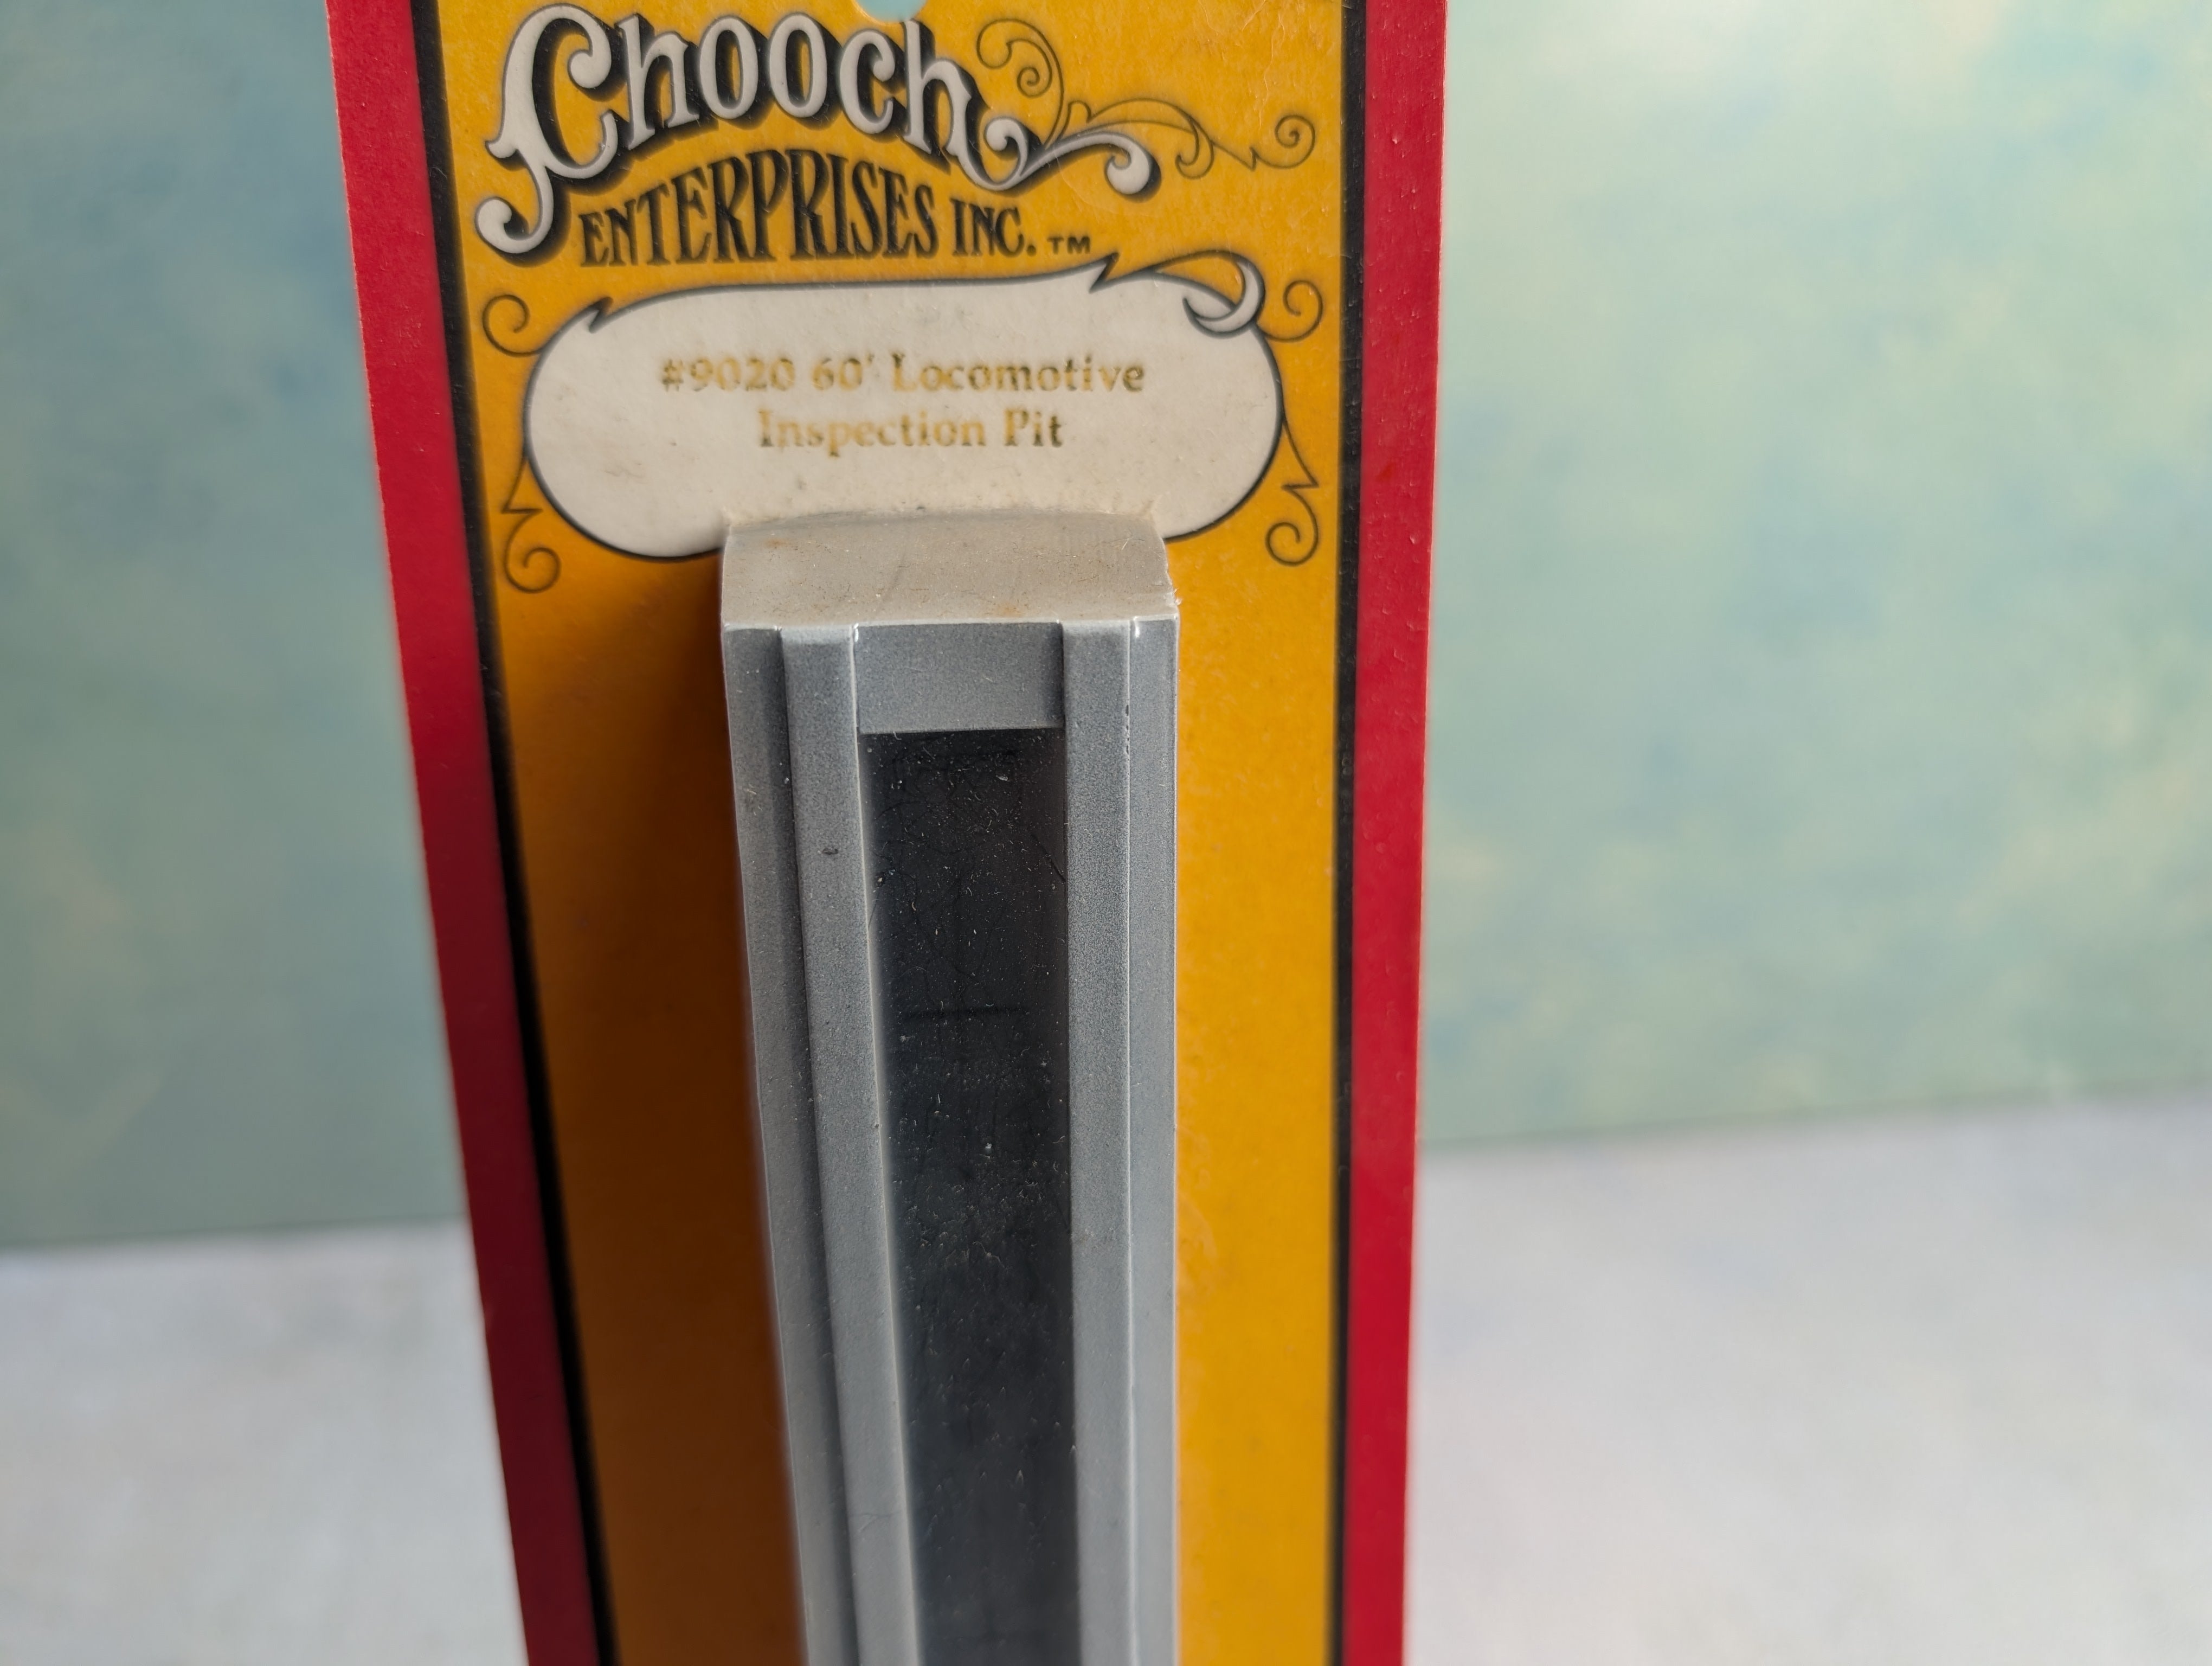 Chooch
ENTERPRISES INC.™
#9020 60' Locomotive
Inspection Pit